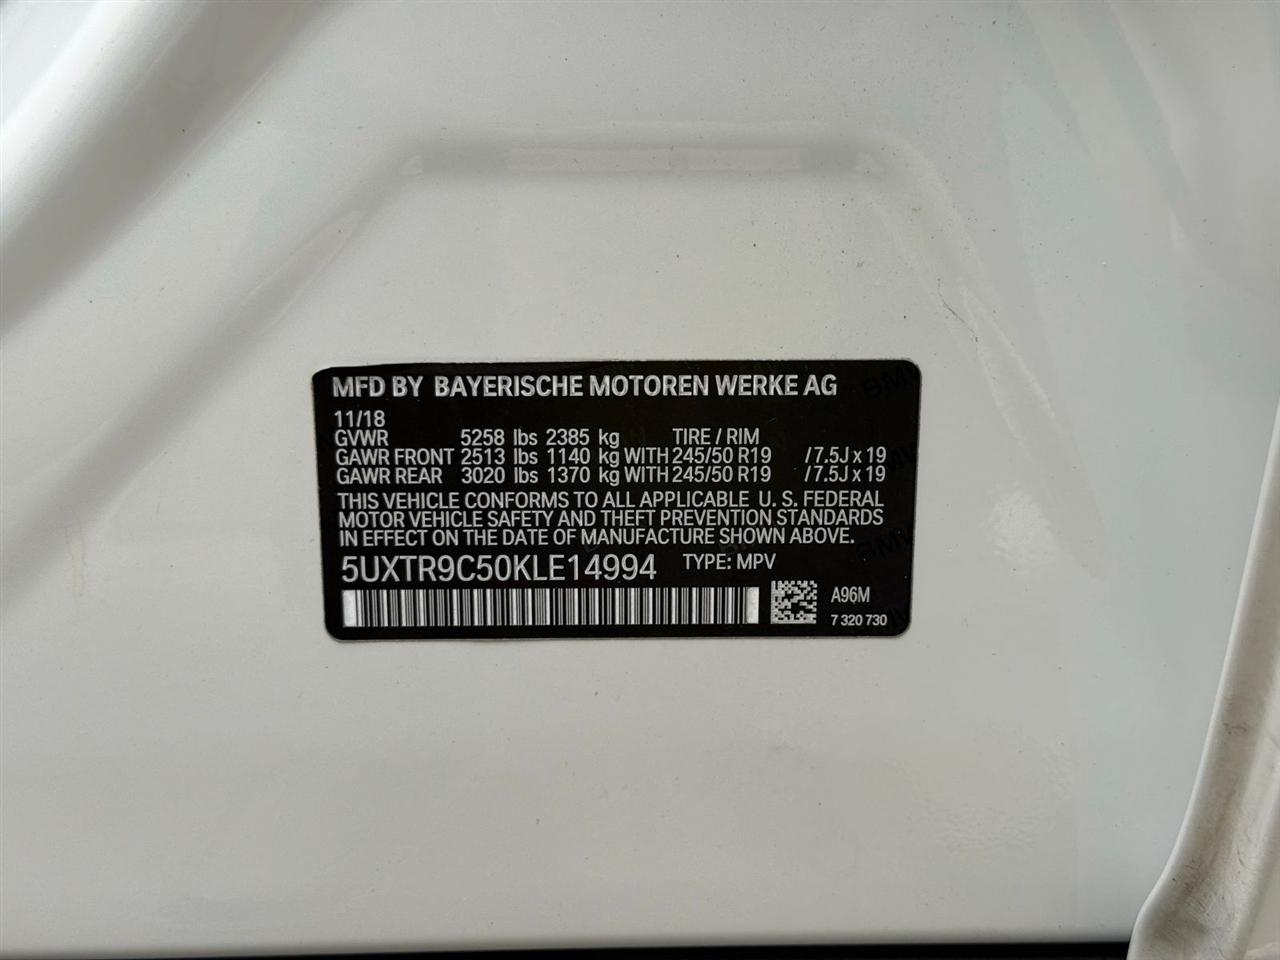 MFD BY BAYERISCHE MOTOREN WERKE AG
11/18
GVWR 5258 lbs 2385 kg TIRE / RIM
GAWR FRONT 2513 lbs 1140 kg WITH 245/50 R19 / 7.5J x 19
GAWR REAR 3020 lbs 1370 kg WITH 245/50 R19 / 7.5J x 19
THIS VEHICLE CONFORMS TO ALL APPLICABLE U. S. FEDERAL
MOTOR VEHICLE SAFETY AND THEFT PREVENTION STANDARDS
IN EFFECT ON THE DATE OF MANUFACTURE SHOWN ABOVE.
5UXTR9C50KLE14994 TYPE: MPV
A96M
7 320 730